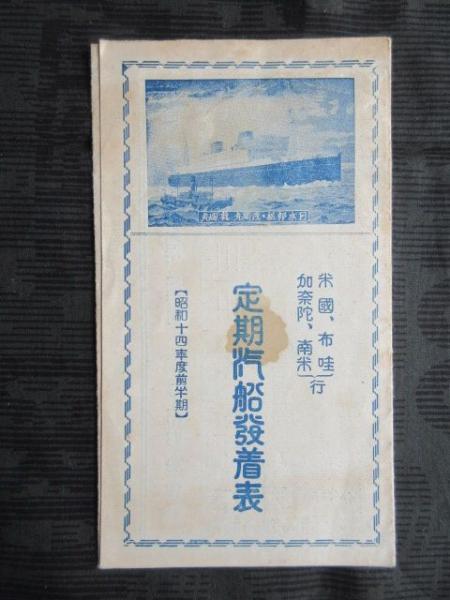 米國、布哇
加奈陀、南米
行
定期汽船發着表
【昭和十四年度前半期】